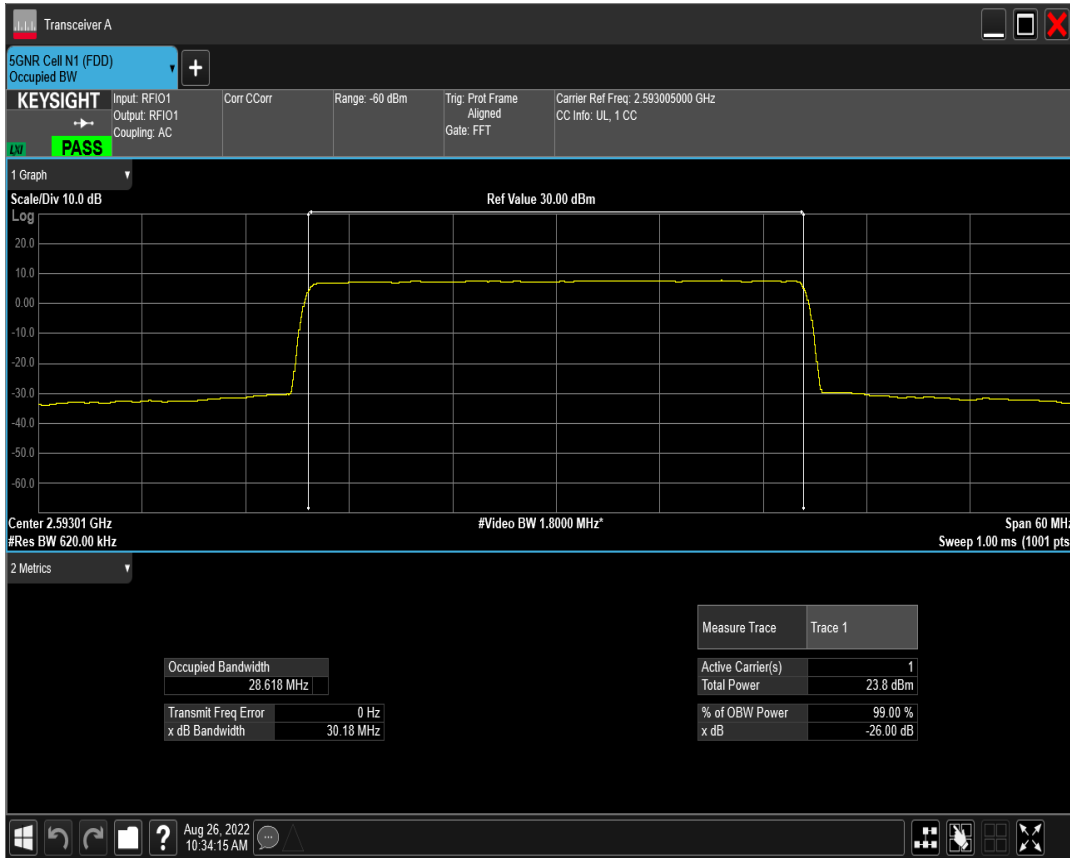 Transceiver A
5GNR Cell N1 (FDD)
Occupied BW
+
KEYSIGHT
LXI
PASS
Input: RFIO1
Output: RFIO1
Coupling: AC
Corr CCorr
Range: -60 dBm
Trig: Prot Frame
Aligned
Gate: FFT
Carrier Ref Freq: 2.593005000 GHz
CC Info: UL, 1 CC
1 Graph
Scale/Div 10.0 dB
Ref Value 30.00 dBm
Log
20.0
10.0
0.00
-10.0
-20.0
-30.0
-40.0
-50.0
-60.0
Center 2.59301 GHz
#Video BW 1.8000 MHz*
Span 60 MHz
#Res BW 620.00 kHz
Sweep 1.00 ms (1001 pts
2 Metrics
Measure Trace Trace 1
Occupied Bandwidth
28.618 MHz
Active Carrier(s) 1
Total Power 23.8 dBm
Transmit Freq Error 0 Hz
x dB Bandwidth 30.18 MHz
% of OBW Power 99.00 %
x dB -26.00 dB
?
Aug 26, 2022
10:34:15 AM